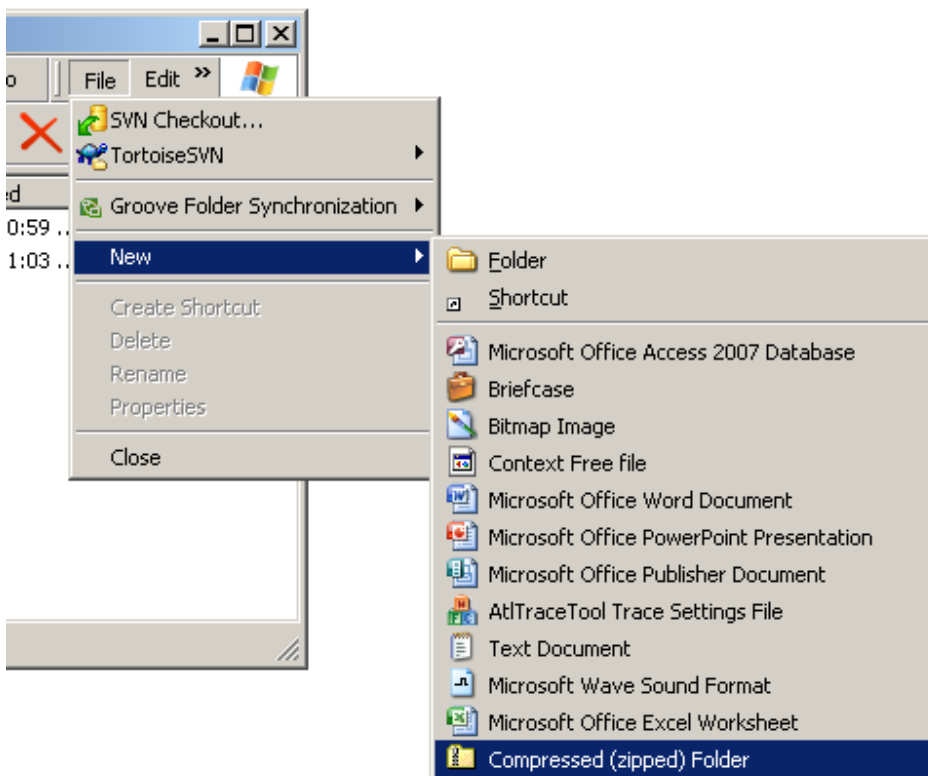 o
File Edit »
SVN Checkout...
TortoiseSVN
ed
Groove Folder Synchronization
0:59 ..
1:03 ..
New
Create Shortcut
Delete
Rename
Properties
Close
Folder
Shortcut
Microsoft Office Access 2007 Database
Briefcase
Bitmap Image
Context Free file
Microsoft Office Word Document
Microsoft Office PowerPoint Presentation
Microsoft Office Publisher Document
AtlTraceTool Trace Settings File
Text Document
Microsoft Wave Sound Format
Microsoft Office Excel Worksheet
Compressed (zipped) Folder